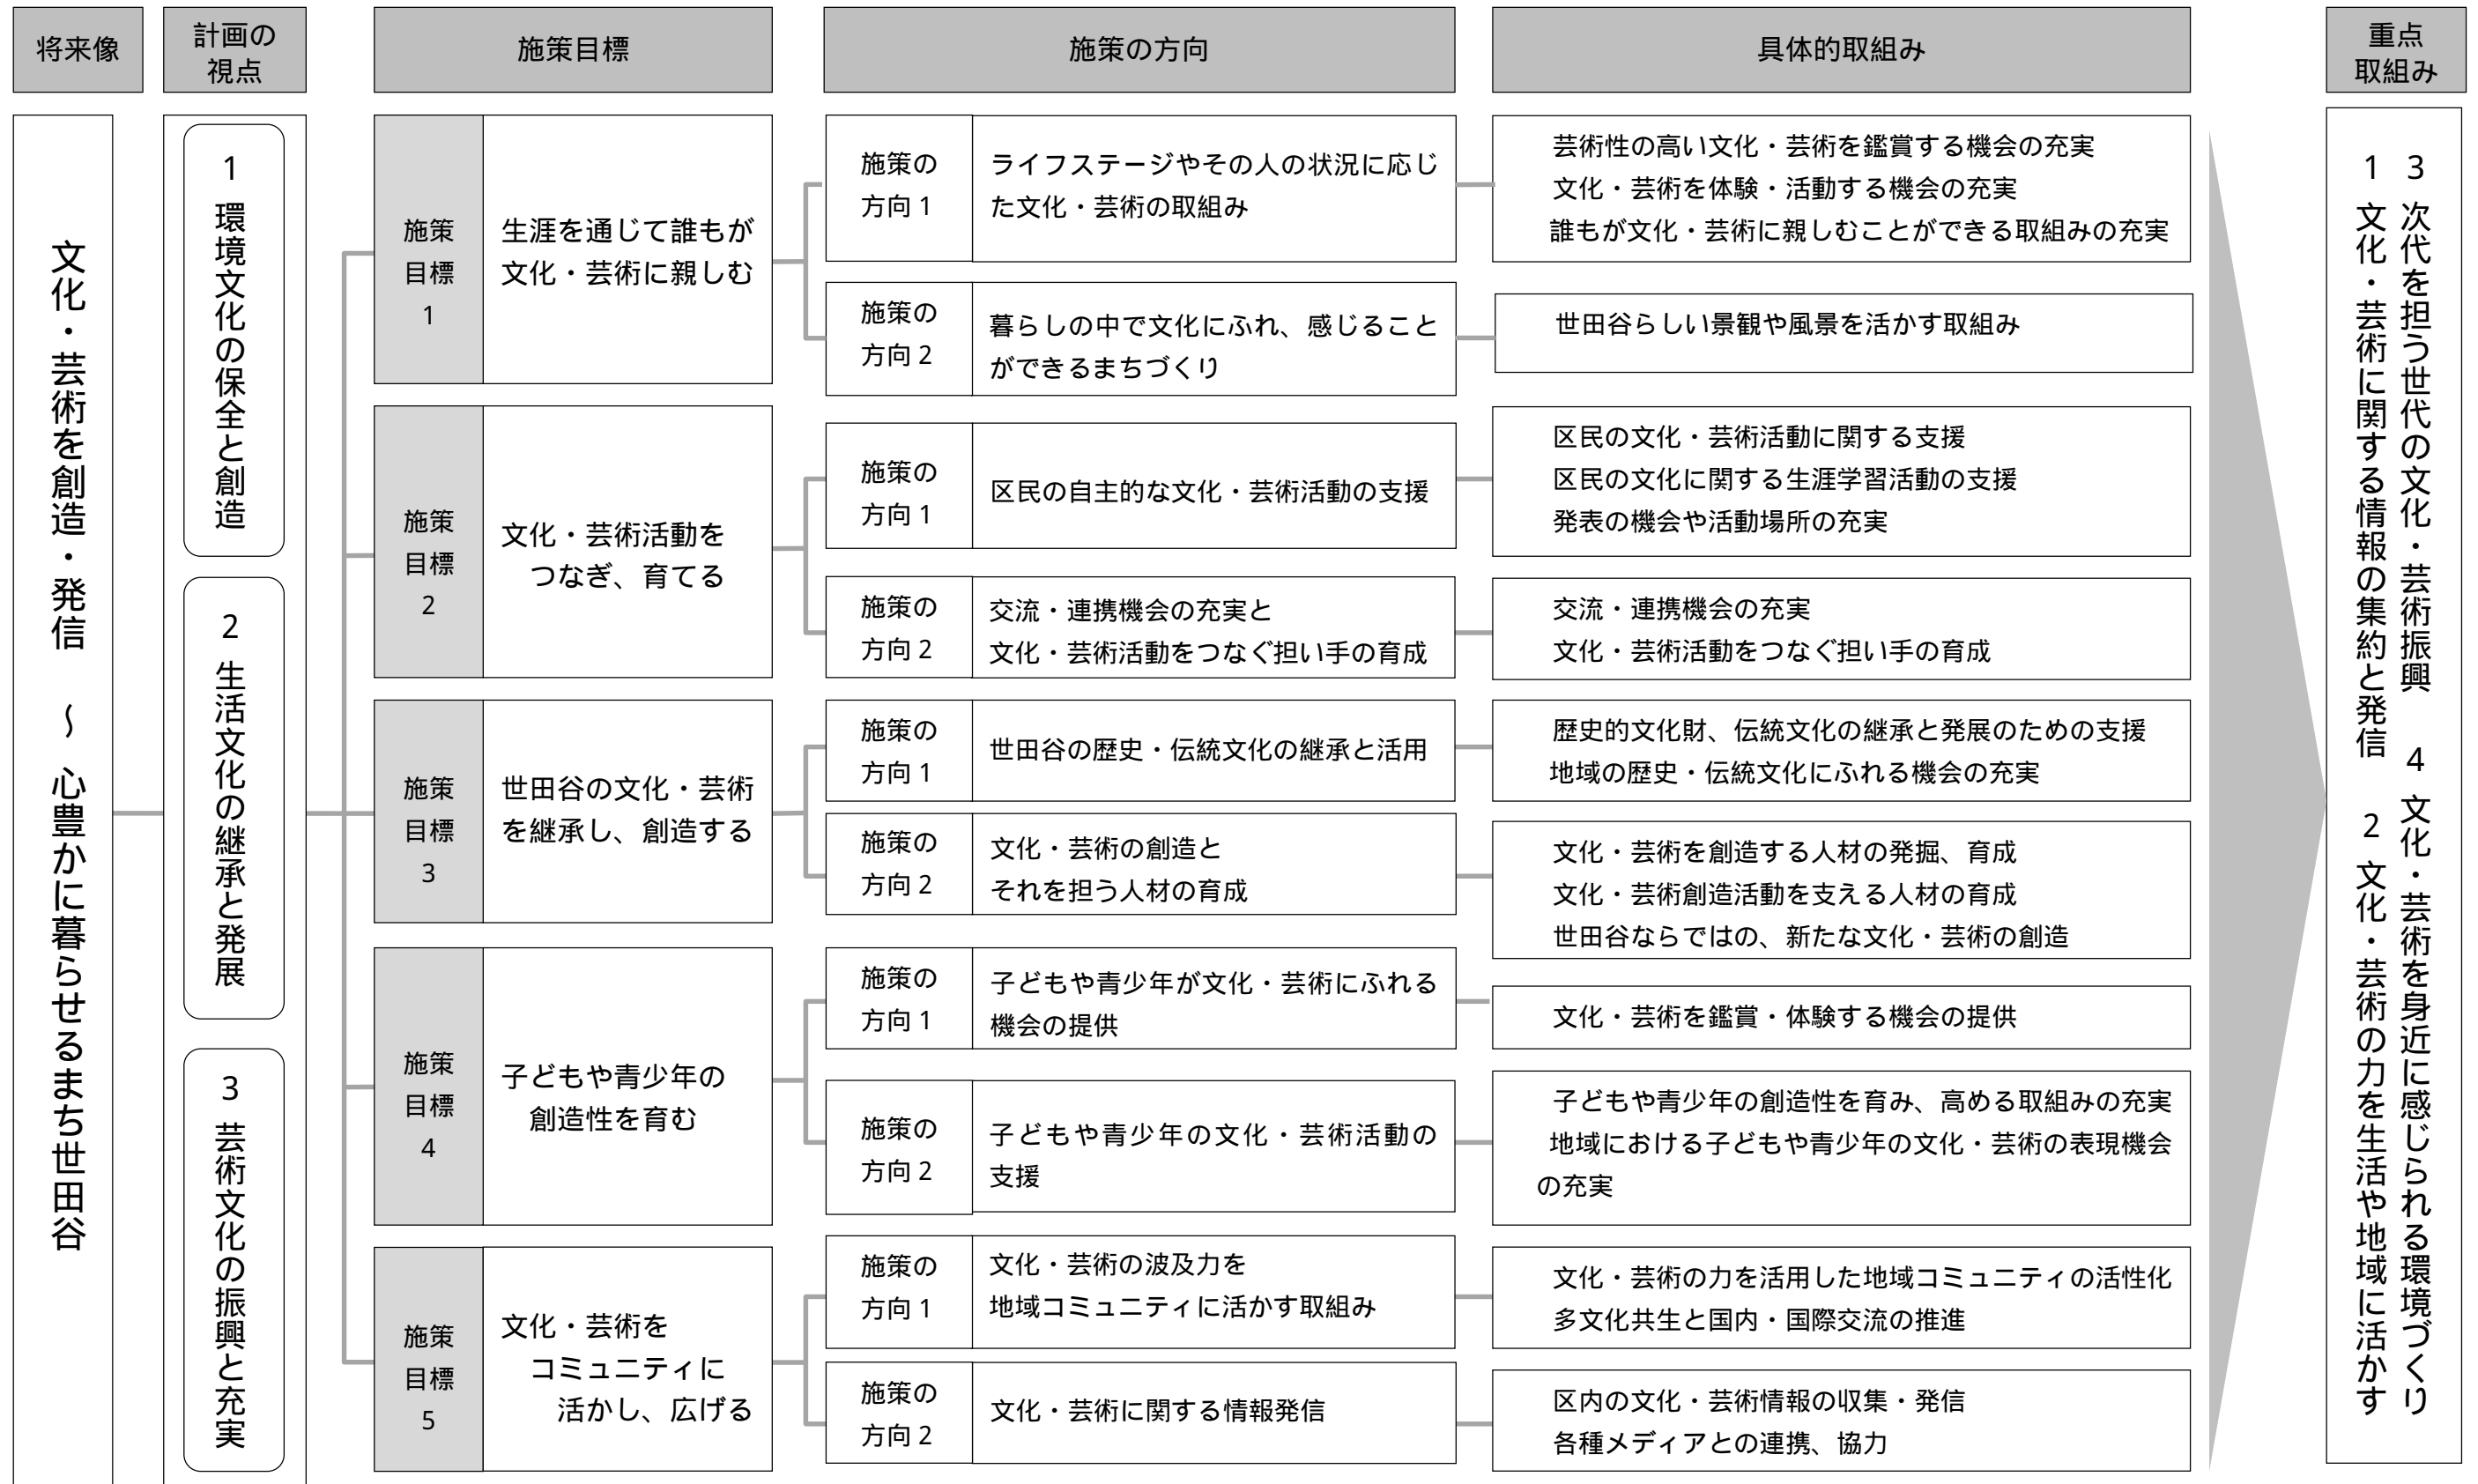 将来像
計画の
視点
施策目標
施策の方向
具体的取組み
重点
取組み
文化・芸術を創造・発信　～心豊かに暮らせるまち世田谷
1 環境文化の保全と創造
2 生活文化の継承と発展
3 芸術文化の振興と充実
施策
目標
1
生涯を通じて誰もが
文化・芸術に親しむ
施策の
方向 1
ライフステージやその人の状況に応じ
た文化・芸術の取組み
芸術性の高い文化・芸術を鑑賞する機会の充実
文化・芸術を体験・活動する機会の充実
誰もが文化・芸術に親しむことができる取組みの充実
施策の
方向 2
暮らしの中で文化にふれ、感じること
ができるまちづくり
世田谷らしい景観や風景を活かす取組み
施策
目標
2
文化・芸術活動を
つなぎ、育てる
施策の
方向 1
区民の自主的な文化・芸術活動の支援
区民の文化・芸術活動に関する支援
区民の文化に関する生涯学習活動の支援
発表の機会や活動場所の充実
施策の
方向 2
交流・連携機会の充実と
文化・芸術活動をつなぐ担い手の育成
交流・連携機会の充実
文化・芸術活動をつなぐ担い手の育成
施策
目標
3
世田谷の文化・芸術
を継承し、創造する
施策の
方向 1
世田谷の歴史・伝統文化の継承と活用
歴史的文化財、伝統文化の継承と発展のための支援
地域の歴史・伝統文化にふれる機会の充実
施策の
方向 2
文化・芸術の創造と
それを担う人材の育成
文化・芸術を創造する人材の発掘、育成
文化・芸術創造活動を支える人材の育成
世田谷ならではの、新たな文化・芸術の創造
施策
目標
4
子どもや青少年の
創造性を育む
施策の
方向 1
子どもや青少年が文化・芸術にふれる
機会の提供
文化・芸術を鑑賞・体験する機会の提供
施策の
方向 2
子どもや青少年の文化・芸術活動の
支援
子どもや青少年の創造性を育み、高める取組みの充実
地域における子どもや青少年の文化・芸術の表現機会
の充実
施策
目標
5
文化・芸術を
コミュニティに
活かし、広げる
施策の
方向 1
文化・芸術の波及力を
地域コミュニティに活かす取組み
文化・芸術の力を活用した地域コミュニティの活性化
多文化共生と国内・国際交流の推進
施策の
方向 2
文化・芸術に関する情報発信
区内の文化・芸術情報の収集・発信
各種メディアとの連携、協力
1 文化・芸術に関する情報の集約と発信　2 文化・芸術の力を生活や地域に活かす
3 次代を担う世代の文化・芸術振興　4 文化・芸術を身近に感じられる環境づくり